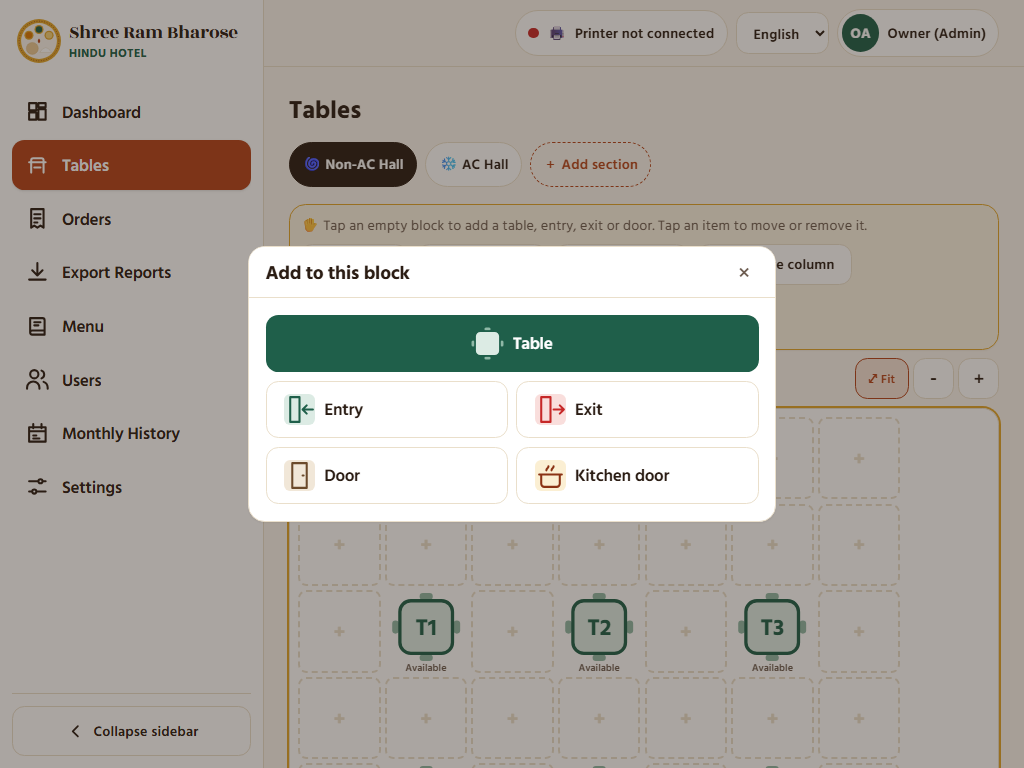 Shree Ram Bharose
HINDU HOTEL
Printer not connected
English
OA
Owner (Admin)
Dashboard
Tables
Orders
Export Reports
Menu
Users
Monthly History
Settings
Collapse sidebar
Tables
Non-AC Hall
AC Hall
+ Add section
Tap an empty block to add a table, entry, exit or door. Tap an item to move or remove it.
column
Fit
-
+
Add to this block
×
Table
Entry
Exit
Door
Kitchen door
+ +
+ + + + + + +
+ T1 + T2 + T3 +
Available Available Available
+ + + + + + +